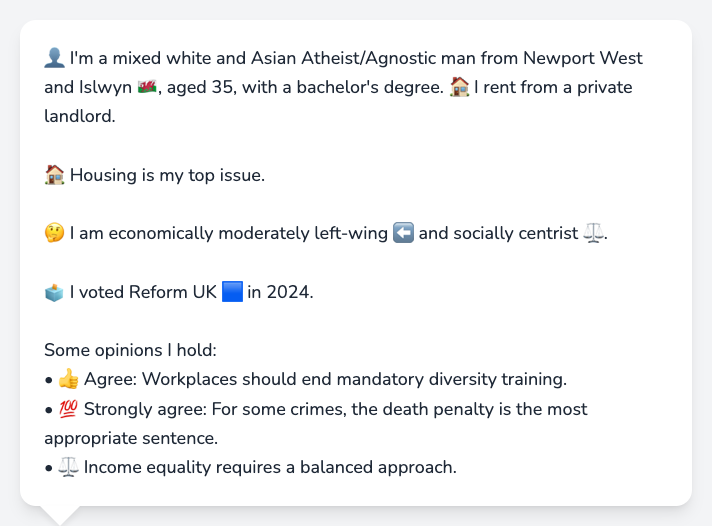 👤 I'm a mixed white and Asian Atheist/Agnostic man from Newport West
and Islwyn 🏴󠁧󠁢󠁷󠁬󠁳󠁿, aged 35, with a bachelor's degree. 🏠 I rent from a private
landlord.
🏠 Housing is my top issue.
🤔 I am economically moderately left-wing ⬅️ and socially centrist ⚖️.
🗳️ I voted Reform UK 🟦 in 2024.
Some opinions I hold:
• 👍 Agree: Workplaces should end mandatory diversity training.
• 💯 Strongly agree: For some crimes, the death penalty is the most
appropriate sentence.
• ⚖️ Income equality requires a balanced approach.